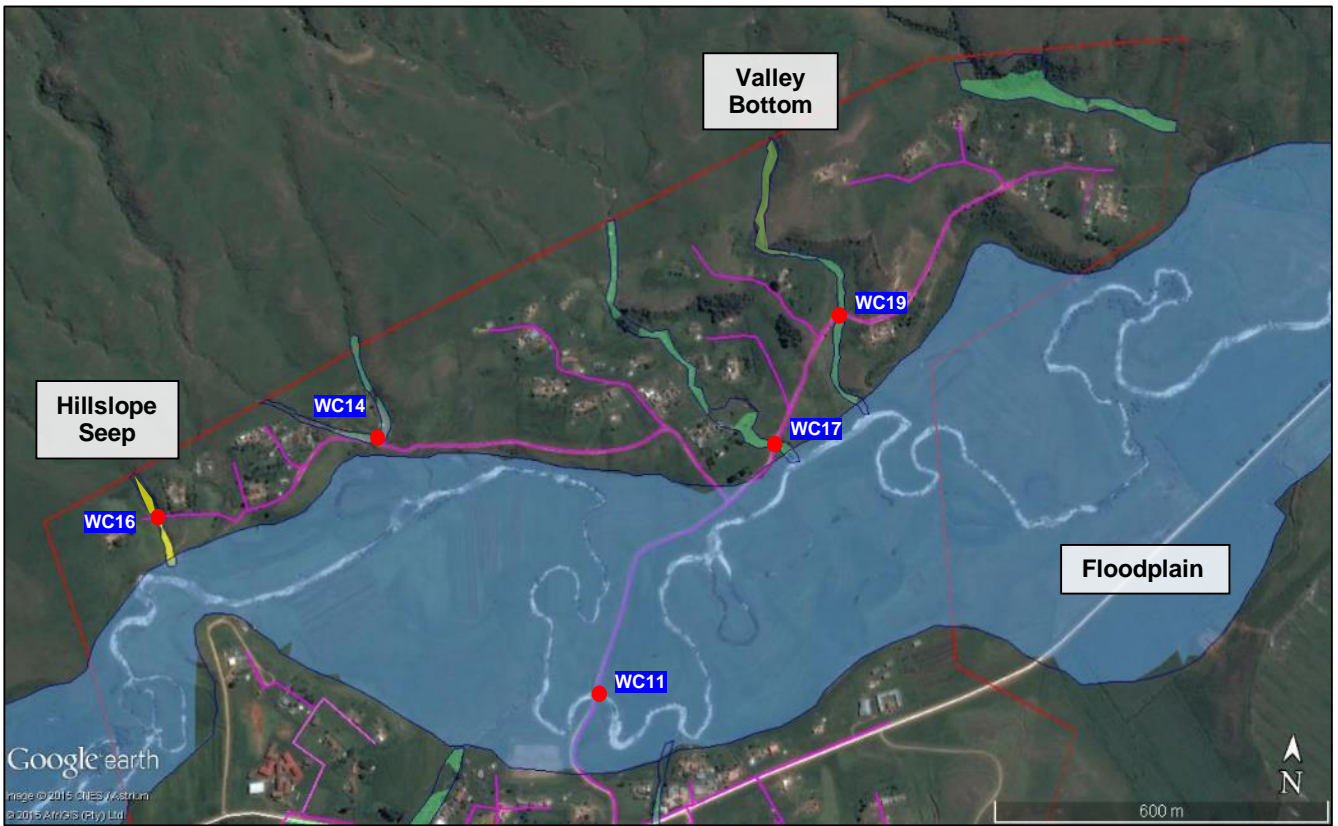 Valley
Bottom
WC19
Hillslope
Seep
WC14
WC17
WC16
Floodplain
WC11
Google earth
Image © 2015 CNES / Astrium
© 2015 AfriGIS (Pty) Ltd
N
600 m